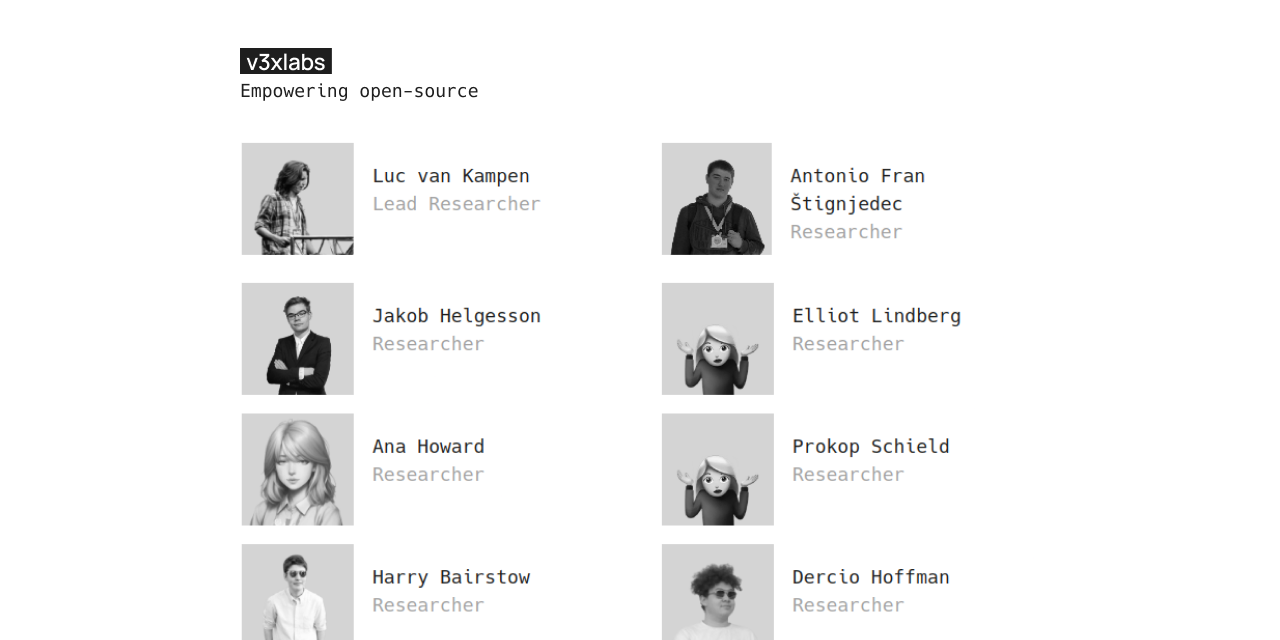 v3xlabs
Empowering open-source
Luc van Kampen
Lead Researcher
Antonio Fran
Štignjedec
Researcher
Jakob Helgesson
Researcher
Elliot Lindberg
Researcher
Ana Howard
Researcher
Prokop Schield
Researcher
Harry Bairstow
Researcher
Dercio Hoffman
Researcher